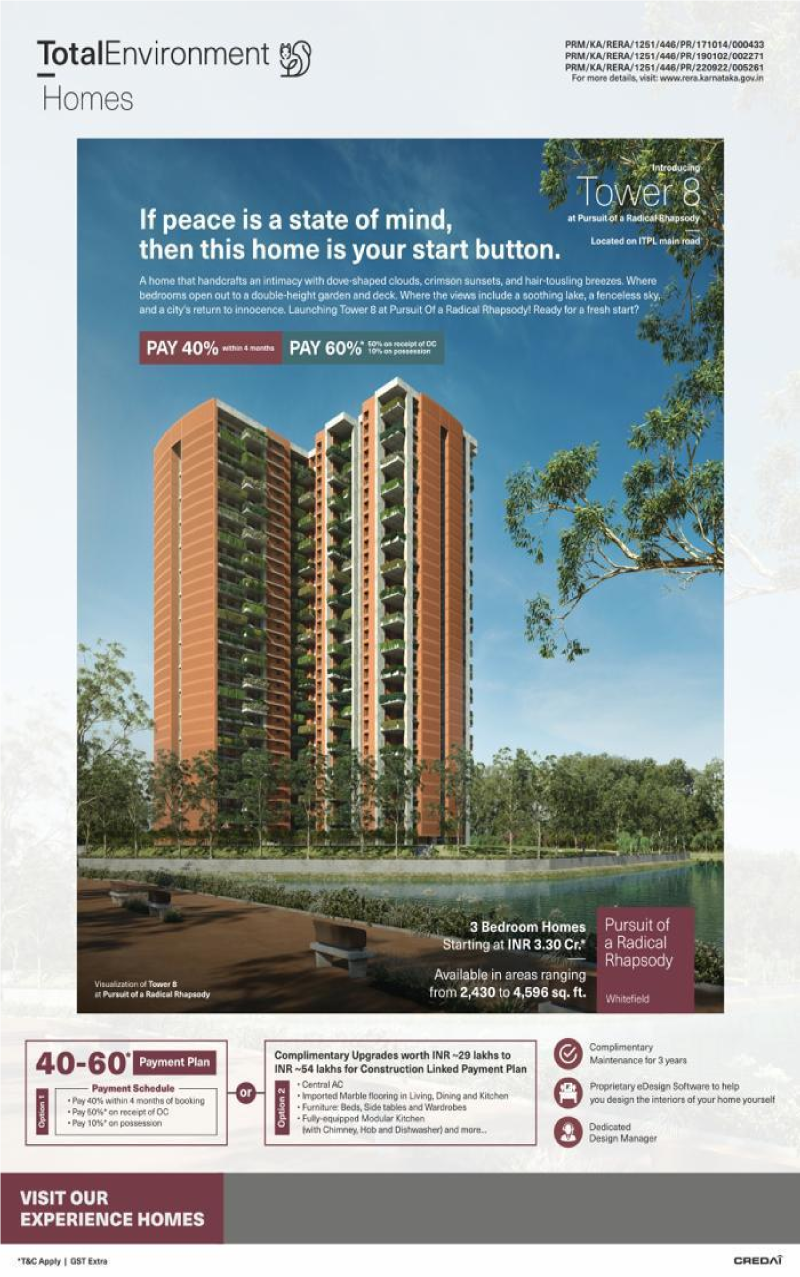 TotalEnvironment
Homes
PRM/KA/RERA/1251/446/PR/171014/000433
PRM/KA/RERA/1251/446/PR/190102/002271
PRM/KA/RERA/1251/446/PR/220922/005261
For more details, visit: www.rera.karnataka.gov.in
Introducing
Tower 8
at Pursuit of a Radical Rhapsody
Located on ITPL main road
If peace is a state of mind,
then this home is your start button.
A home that handcrafts an intimacy with dove-shaped clouds, crimson sunsets, and hair-tousling breezes. Where
bedrooms open out to a double-height garden and deck. Where the views include a soothing lake, a fenceless sky,
and a city's return to innocence. Launching Tower 8 at Pursuit Of a Radical Rhapsody! Ready for a fresh start?
PAY 40% within 4 months
PAY 60%* 50% on receipt of OC
10% on possession
3 Bedroom Homes
Starting at INR 3.30 Cr.*
Available in areas ranging
from 2,430 to 4,596 sq. ft.
Pursuit of
a Radical
Rhapsody
Whitefield
Visualization of Tower 8
at Pursuit of a Radical Rhapsody
40-60* Payment Plan
Option 1
Payment Schedule
• Pay 40% within 4 months of booking
• Pay 50%* on receipt of OC
• Pay 10%* on possession
or
Complimentary Upgrades worth INR ~29 lakhs to
INR ~54 lakhs for Construction Linked Payment Plan
Option 2
• Central AC
• Imported Marble flooring in Living, Dining and Kitchen
• Furniture: Beds, Side tables and Wardrobes
• Fully-equipped Modular Kitchen
(with Chimney, Hob and Dishwasher) and more...
Complimentary
Maintenance for 3 years
Proprietary eDesign Software to help
you design the interiors of your home yourself
Dedicated
Design Manager
VISIT OUR
EXPERIENCE HOMES
*T&C Apply | GST Extra
CREDAI